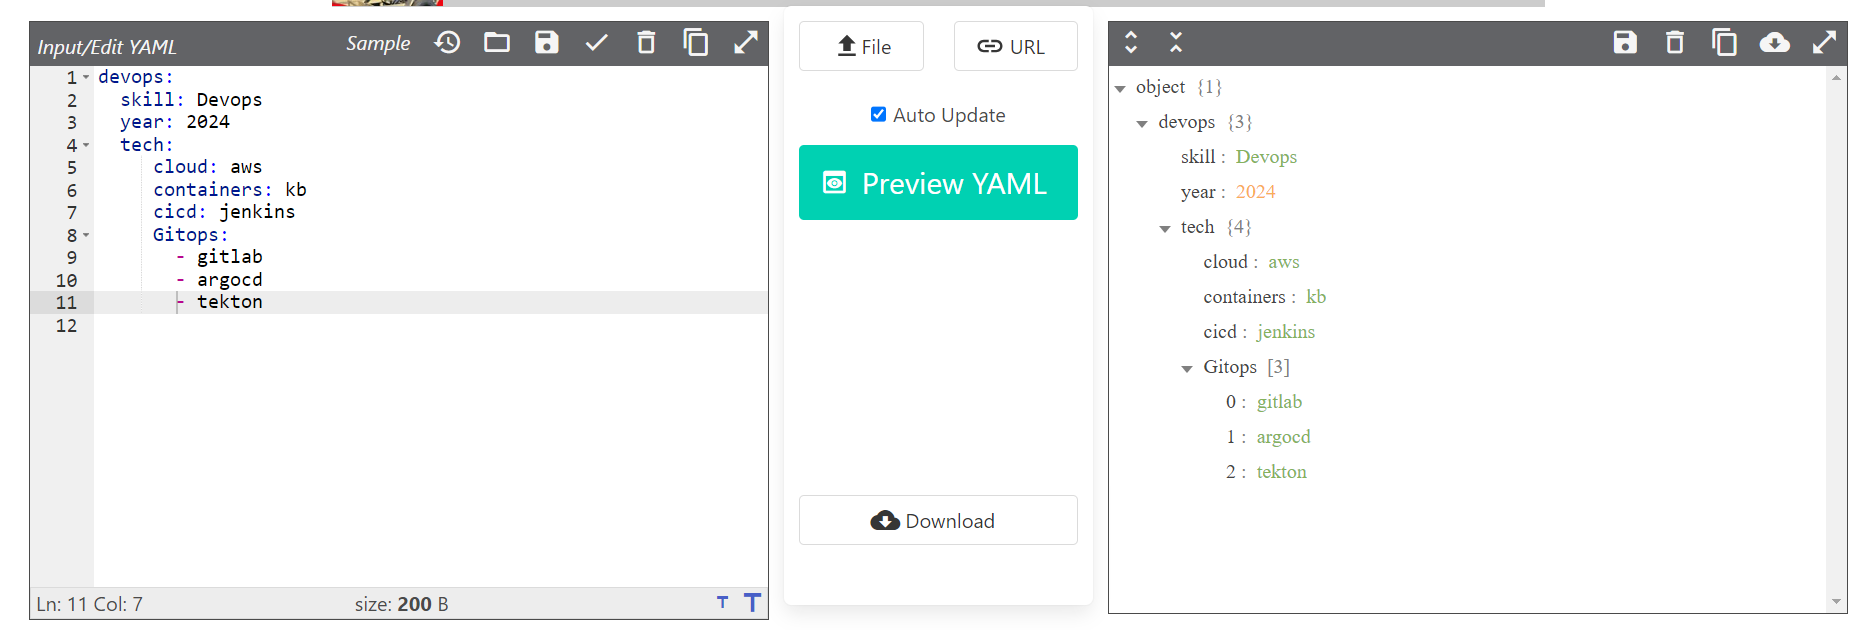 Input/Edit YAML Sample
1 devops:
2 skill: Devops
3 year: 2024
4 tech:
5 cloud: aws
6 containers: kb
7 cicd: jenkins
8 Gitops:
9 - gitlab
10 - argocd
11 - tekton
12
Ln: 11 Col: 7 size: 200 B T T
File URL
Auto Update
Preview YAML
Download
object {1}
devops {3}
skill : Devops
year : 2024
tech {4}
cloud : aws
containers : kb
cicd : jenkins
Gitops [3]
0 : gitlab
1 : argocd
2 : tekton